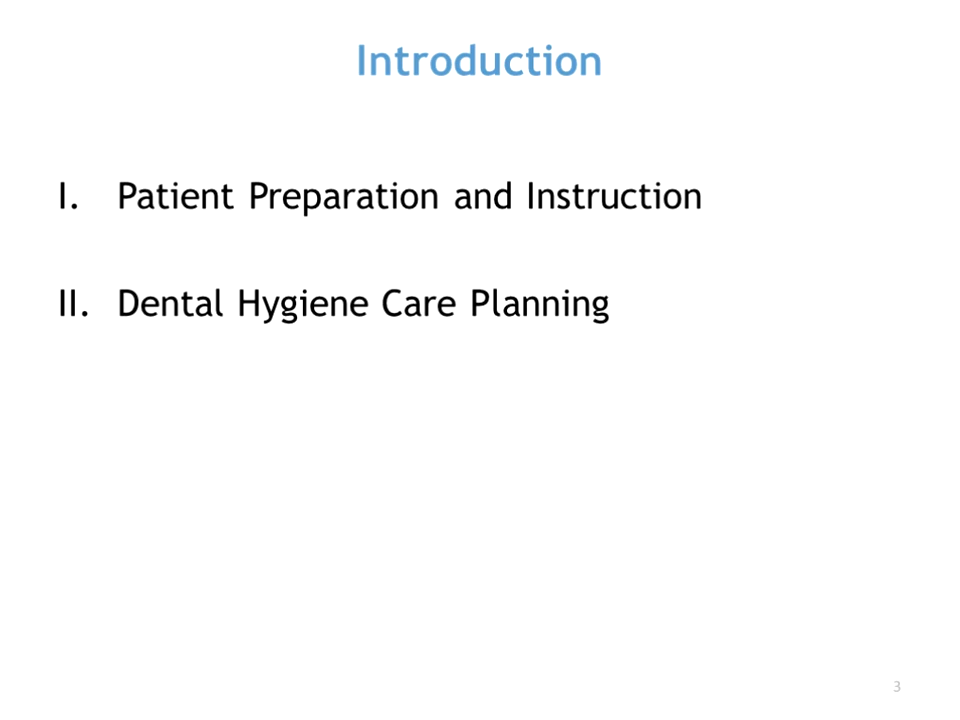 Introduction
I. Patient Preparation and Instruction
II. Dental Hygiene Care Planning
3